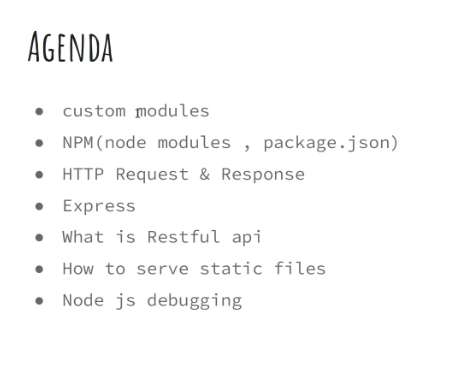 Agenda
● custom modules
● NPM(node modules , package.json)
● HTTP Request & Response
● Express
● What is Restful api
● How to serve static files
● Node js debugging